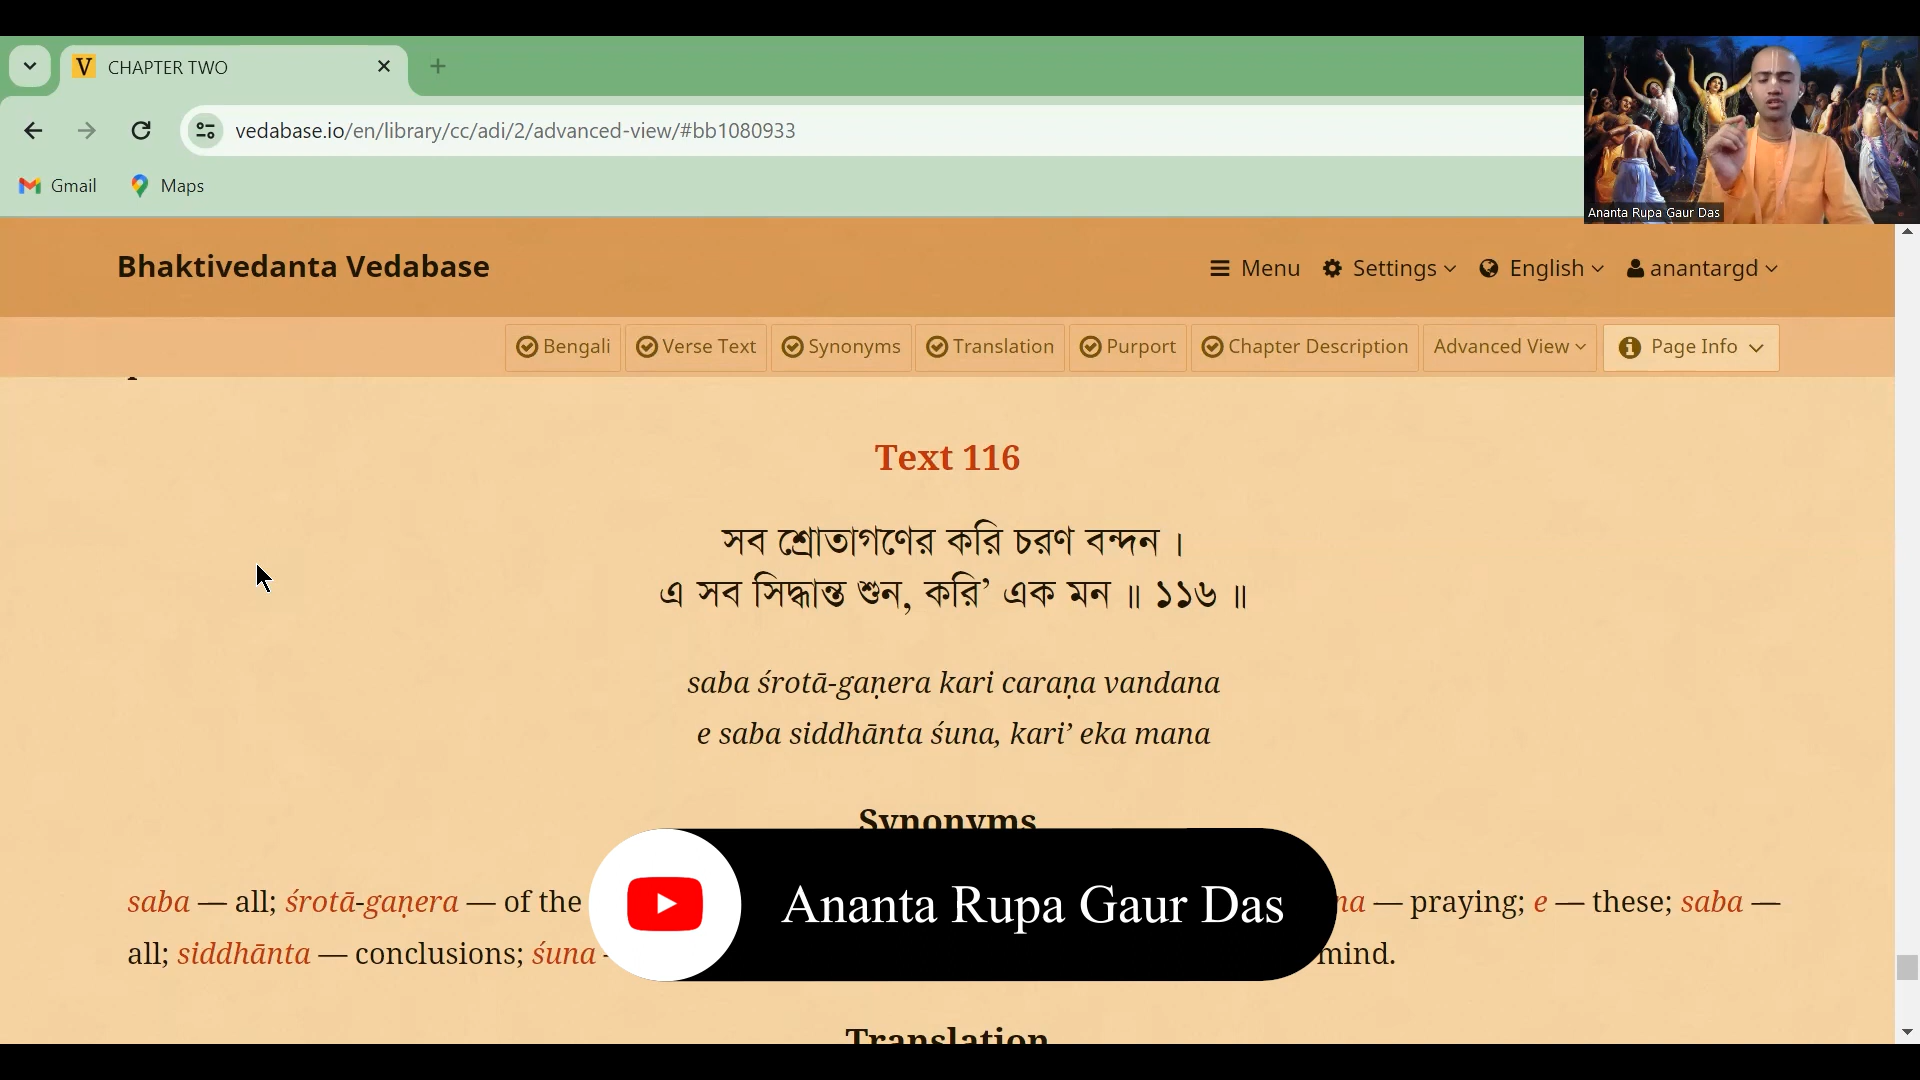 CHAPTER TWO
vedabase.io/en/library/cc/adi/2/advanced-view/#bb1080933
Gmail Maps
Ananta Rupa Gaur Das
Bhaktivedanta Vedabase
Menu Settings English anantargd
Bengali Verse Text Synonyms Translation Purport Chapter Description Advanced View Page Info
Text 116
সব শ্রোতাগণের করি চরণ বন্দন ।
এ সব সিদ্ধান্ত শুন, করি’ এক মন ॥ ১১৬ ॥
saba śrotā-gaṇera kari caraṇa vandana
e saba siddhānta śuna, kari’ eka mana
Synonyms
saba — all; śrotā-gaṇera — of the na — praying; e — these; saba —
all; siddhānta — conclusions; śuna mind.
Ananta Rupa Gaur Das
Translation